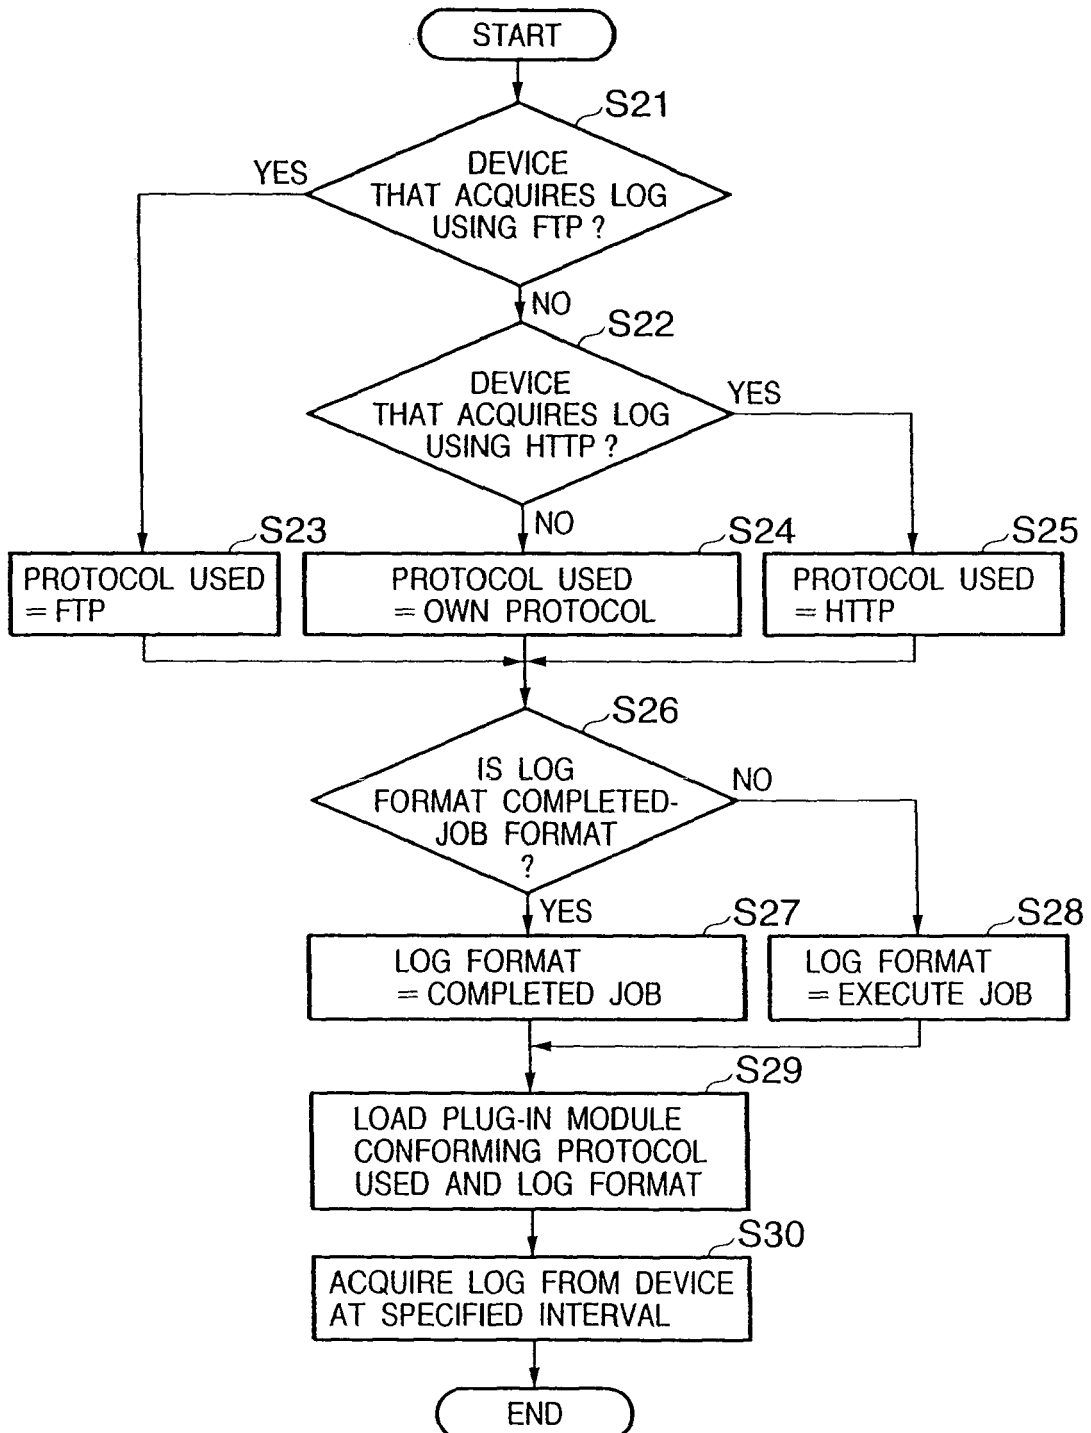 START
S21
DEVICE
THAT ACQUIRES LOG
USING FTP ?
YES
NO
S22
DEVICE
THAT ACQUIRES LOG
USING HTTP ?
YES
NO
S23
PROTOCOL USED
= FTP
S24
PROTOCOL USED
= OWN PROTOCOL
S25
PROTOCOL USED
= HTTP
S26
IS LOG
FORMAT COMPLETED-
JOB FORMAT
?
NO
YES
S27
LOG FORMAT
= COMPLETED JOB
S28
LOG FORMAT
= EXECUTE JOB
S29
LOAD PLUG-IN MODULE
CONFORMING PROTOCOL
USED AND LOG FORMAT
S30
ACQUIRE LOG FROM DEVICE
AT SPECIFIED INTERVAL
END